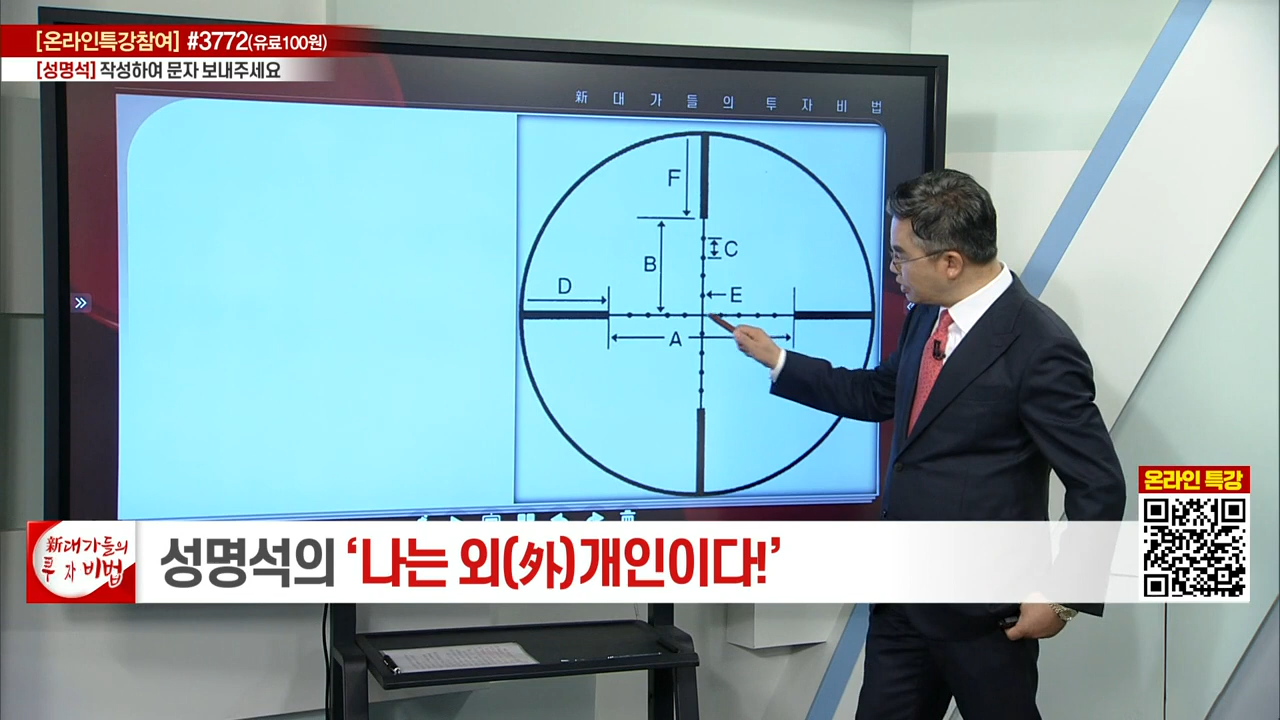 [온라인특강참여] #3772(유료100원)
[성명석] 작성하여 문자 보내주세요
新 대 가 들 의 투 자 비 법
F
C
B
E
D
A
온라인 특강
新대가들의
투자 비법
성명석의 ‘나는 외(外)개인이다!’